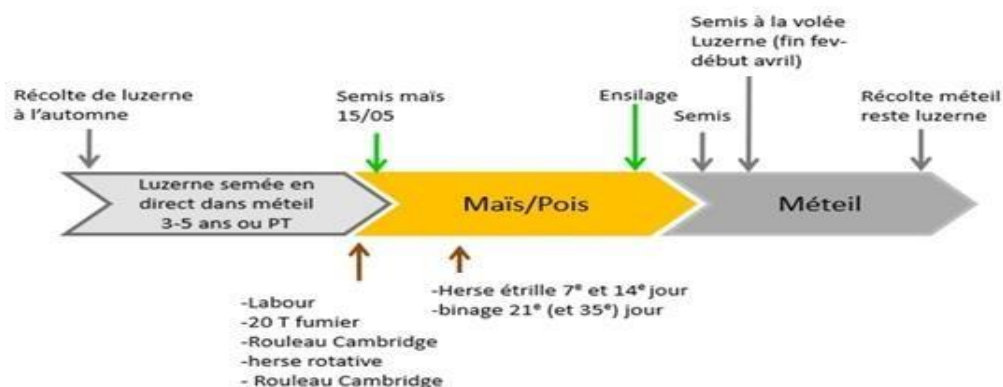 Semis à la volée
Luzerne (fin fev-
début avril)
Récolte de luzerne
à l'automne
Semis maïs
15/05
Ensilage
Semis
Récolte méteil
reste luzerne
Luzerne semée en
direct dans méteil
3-5 ans ou PT
Maïs/Pois
Méteil
-Labour
-20 T fumier
-Rouleau Cambridge
-herse rotative
- Rouleau Cambridge
-Herse étrille 7e et 14e jour
-binage 21e (et 35e) jour